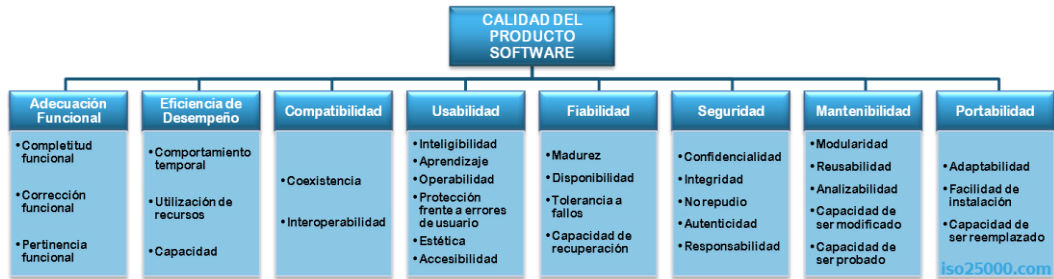 CALIDAD DEL
PRODUCTO
SOFTWARE
Adecuación
Funcional
• Completitud
funcional
• Corrección
funcional
• Pertinencia
funcional
Eficiencia de
Desempeño
• Comportamiento
temporal
• Utilización de
recursos
• Capacidad
Compatibilidad
• Coexistencia
• Interoperabilidad
Usabilidad
• Inteligibilidad
• Aprendizaje
• Operabilidad
• Protección
frente a errores
de usuario
• Estética
• Accesibilidad
Fiabilidad
• Madurez
• Disponibilidad
• Tolerancia a
fallos
• Capacidad de
recuperación
Seguridad
• Confidencialidad
• Integridad
• No repudio
• Autenticidad
• Responsabilidad
Mantenibilidad
• Modularidad
• Reusabilidad
• Analizabilidad
• Capacidad de
ser modificado
• Capacidad de
ser probado
Portabilidad
• Adaptabilidad
• Facilidad de
instalación
• Capacidad de
ser reemplazado
iso25000.com